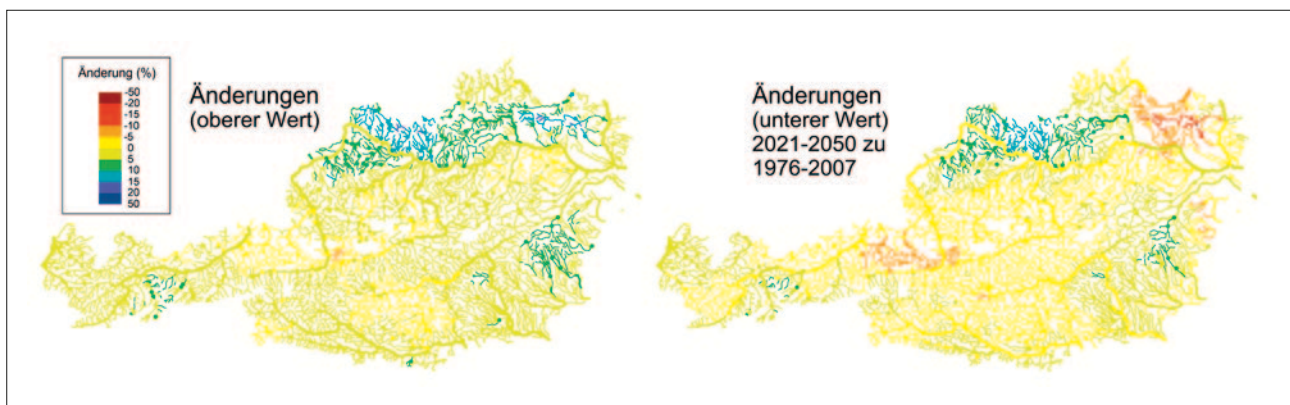 Änderung (%)
-50
-20
-15
-10
-5
0
5
10
15
20
50
Änderungen
(oberer Wert)
Änderungen
(unterer Wert)
2021-2050 zu
1976-2007